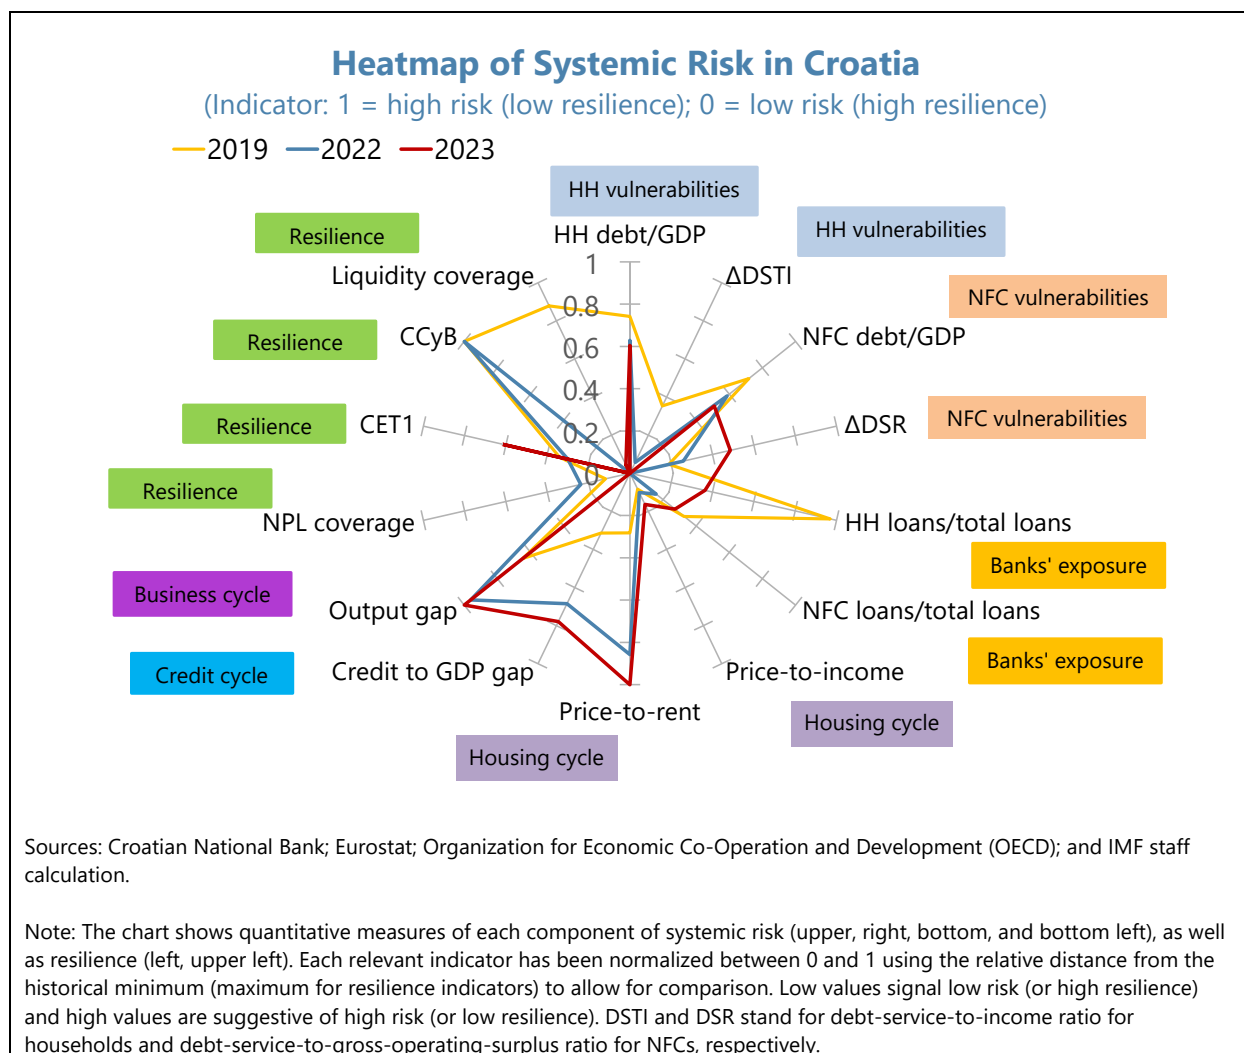 Heatmap of Systemic Risk in Croatia
(Indicator: 1 = high risk (low resilience); 0 = low risk (high resilience)
2019 2022 2023
HH vulnerabilities
HH debt/GDP
HH vulnerabilities
ΔDSTI
NFC vulnerabilities
NFC debt/GDP
NFC vulnerabilities
ΔDSR
HH loans/total loans
Banks' exposure
NFC loans/total loans
Banks' exposure
Price-to-income
Housing cycle
Price-to-rent
Housing cycle
Credit to GDP gap
Credit cycle
Output gap
Business cycle
NPL coverage
Resilience
CET1
Resilience
CCyB
Resilience
Liquidity coverage
Resilience
1
0.8
0.6
0.4
0.2
0
Sources: Croatian National Bank; Eurostat; Organization for Economic Co-Operation and Development (OECD); and IMF staff
calculation.
Note: The chart shows quantitative measures of each component of systemic risk (upper, right, bottom, and bottom left), as well
as resilience (left, upper left). Each relevant indicator has been normalized between 0 and 1 using the relative distance from the
historical minimum (maximum for resilience indicators) to allow for comparison. Low values signal low risk (or high resilience)
and high values are suggestive of high risk (or low resilience). DSTI and DSR stand for debt-service-to-income ratio for
households and debt-service-to-gross-operating-surplus ratio for NFCs, respectively.